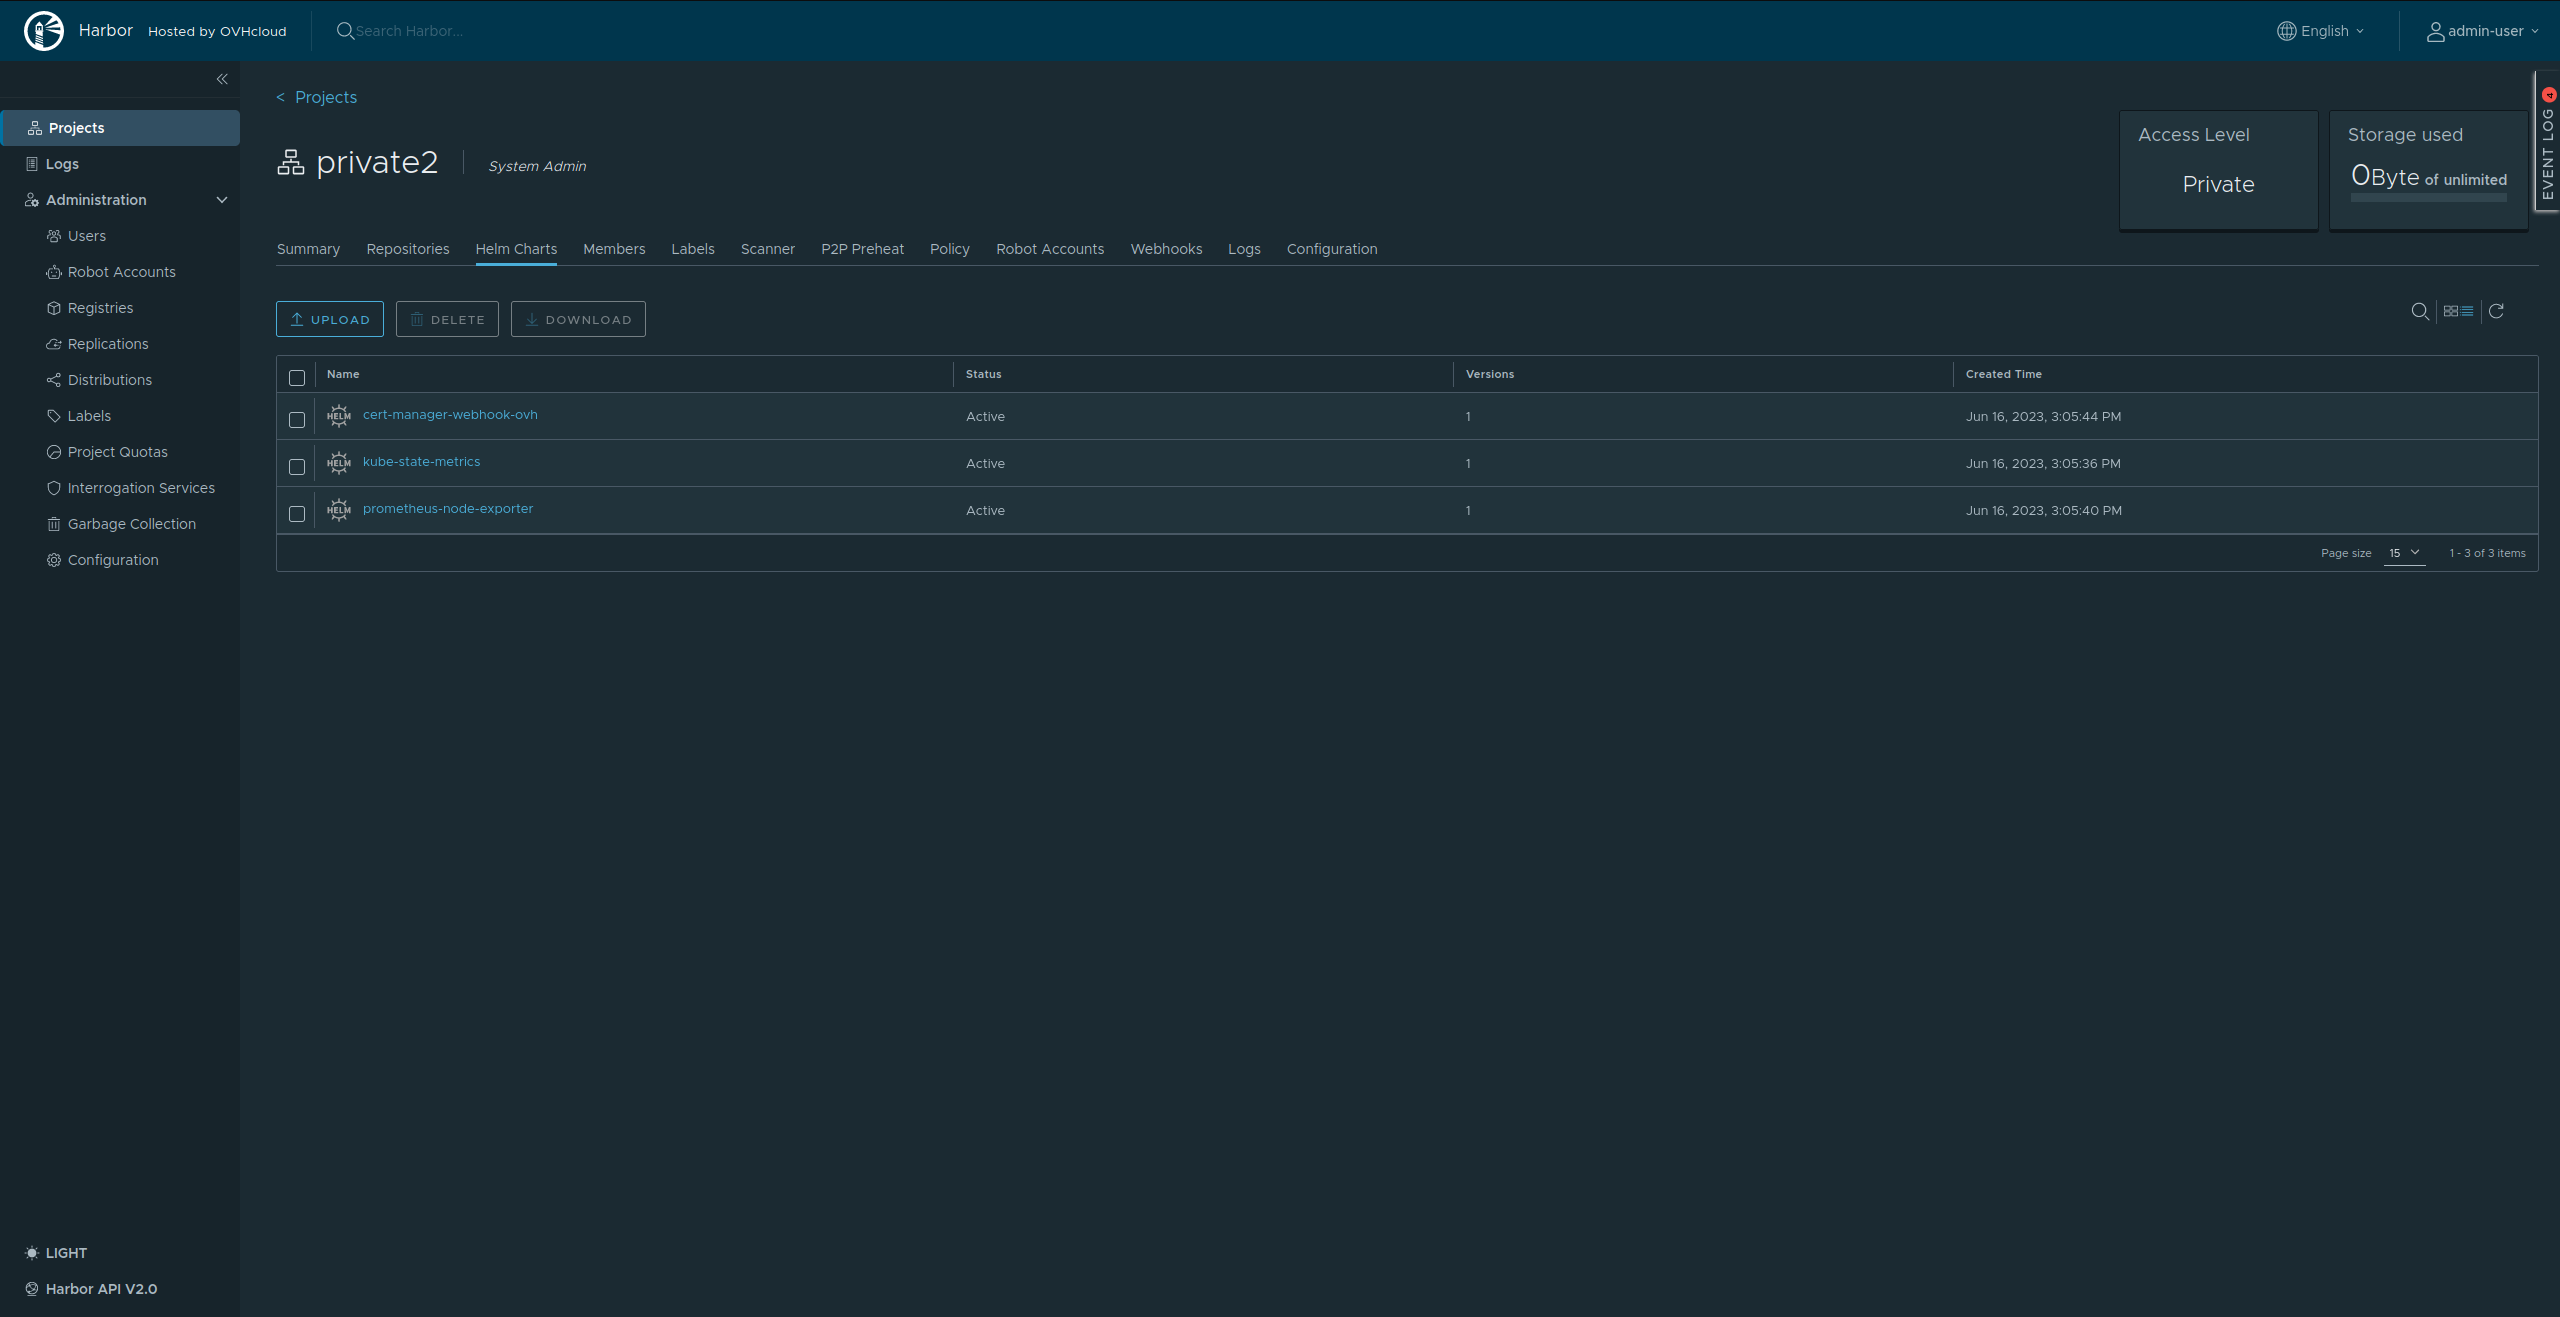 Harbor Hosted by OVHcloud Search Harbor... English admin-user
EVENT LOG 4
Projects
Logs
Administration
Users
Robot Accounts
Registries
Replications
Distributions
Labels
Project Quotas
Interrogation Services
Garbage Collection
Configuration
LIGHT
Harbor API V2.0
< Projects
private2 System Admin
Access Level
Private
Storage used
0Byte of unlimited
Summary Repositories Helm Charts Members Labels Scanner P2P Preheat Policy Robot Accounts Webhooks Logs Configuration
UPLOAD DELETE DOWNLOAD
Name Status Versions Created Time
HELM cert-manager-webhook-ovh Active 1 Jun 16, 2023, 3:05:44 PM
HELM kube-state-metrics Active 1 Jun 16, 2023, 3:05:36 PM
HELM prometheus-node-exporter Active 1 Jun 16, 2023, 3:05:40 PM
Page size 15 1 - 3 of 3 items